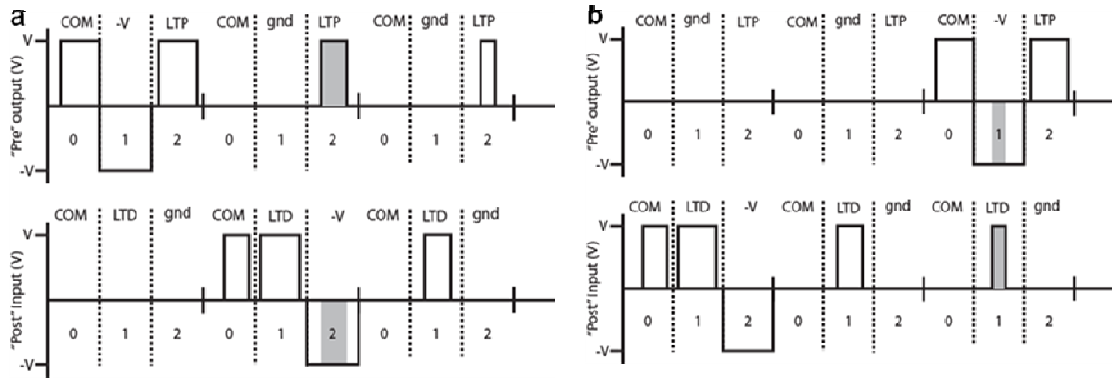 a
COM -V LTP COM gnd LTP COM gnd LTP
V
"Pre" output (V)
0 1 2 0 1 2 0 1 2
-V
COM LTD gnd COM LTD -V COM LTD gnd
V
"Post" input (V)
0 1 2 0 1 2 0 1 2
-V
b
COM gnd LTP COM gnd LTP COM -V LTP
V
"Pre" output (V)
0 1 2 0 1 2 0 1 2
-V
COM LTD -V COM LTD gnd COM LTD gnd
V
"Post" Input (V)
0 1 2 0 1 2 0 1 2
-V